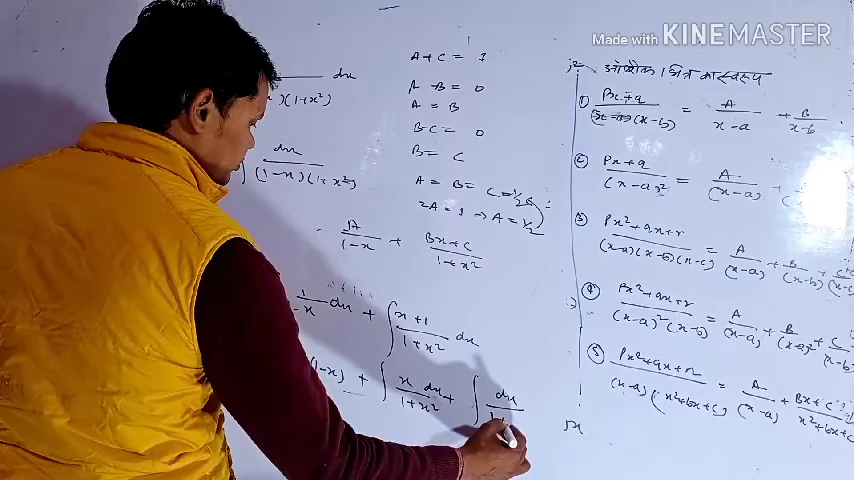 Made with KINEMASTER
dx
)(1+x²)
dx
(1-x)(1+x²)
A/(1-x) + (Bx+C)/(1+x²)
1/(-x) dx + ∫ (x+1)/(1+x²) dx
(1-x) + ∫ x dx/(1+x²) + ∫ dx
A+C = 1
A-B = 0
A = B
BC = 0
B = C
A = B = C = 1/2
2A = 1 ⇒ A = 1/2
① (Px+q)/((x-a)(x-b)) = A/(x-a) + B/(x-b)
② (Px+q)/(x-a)² = A/(x-a) +
③ (Px²+qx+r)/((x-a)(x-b)(x-c)) = A/(x-a) + B/(x-b) +
④ (Px²+qx+r)/((x-a)²(x-b)) = A/(x-a) + B/(x-a)² + C/(x-b)
⑤ (Px²+qx+r)/((x-a)(x²+bx+c)) = A/(x-a) + (Bx+C)/(x²+bx+c)